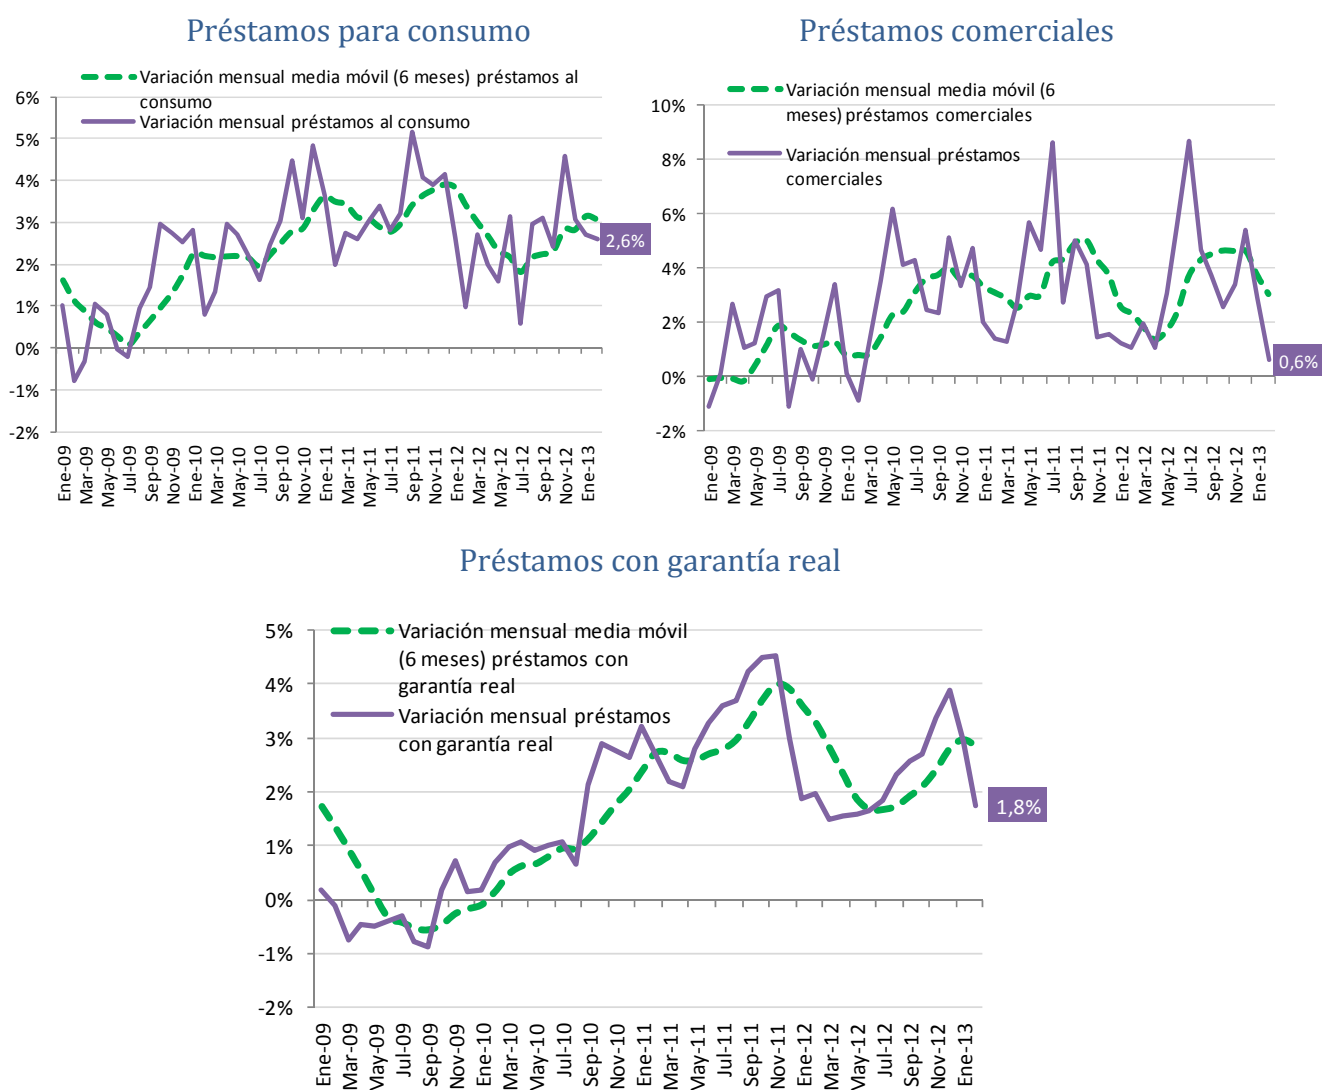 Préstamos para consumo
Variación mensual media móvil (6 meses) préstamos al
consumo
Variación mensual préstamos al consumo
6%
5%
4%
3%
2%
1%
0%
-1%
-2%
2,6%
Ene-09
Mar-09
May-09
Jul-09
Sep-09
Nov-09
Ene-10
Mar-10
May-10
Jul-10
Sep-10
Nov-10
Ene-11
Mar-11
May-11
Jul-11
Sep-11
Nov-11
Ene-12
Mar-12
May-12
Jul-12
Sep-12
Nov-12
Ene-13
Préstamos comerciales
Variación mensual media móvil (6
meses) préstamos comerciales
Variación mensual préstamos
comerciales
10%
8%
6%
4%
2%
0%
-2%
0,6%
Ene-09
Mar-09
May-09
Jul-09
Sep-09
Nov-09
Ene-10
Mar-10
May-10
Jul-10
Sep-10
Nov-10
Ene-11
Mar-11
May-11
Jul-11
Sep-11
Nov-11
Ene-12
Mar-12
May-12
Jul-12
Sep-12
Nov-12
Ene-13
Préstamos con garantía real
Variación mensual media móvil
(6 meses) préstamos con
garantía real
Variación mensual préstamos
con garantía real
5%
4%
3%
2%
1%
0%
-1%
-2%
1,8%
Ene-09
Mar-09
May-09
Jul-09
Sep-09
Nov-09
Ene-10
Mar-10
May-10
Jul-10
Sep-10
Nov-10
Ene-11
Mar-11
May-11
Jul-11
Sep-11
Nov-11
Ene-12
Mar-12
May-12
Jul-12
Sep-12
Nov-12
Ene-13